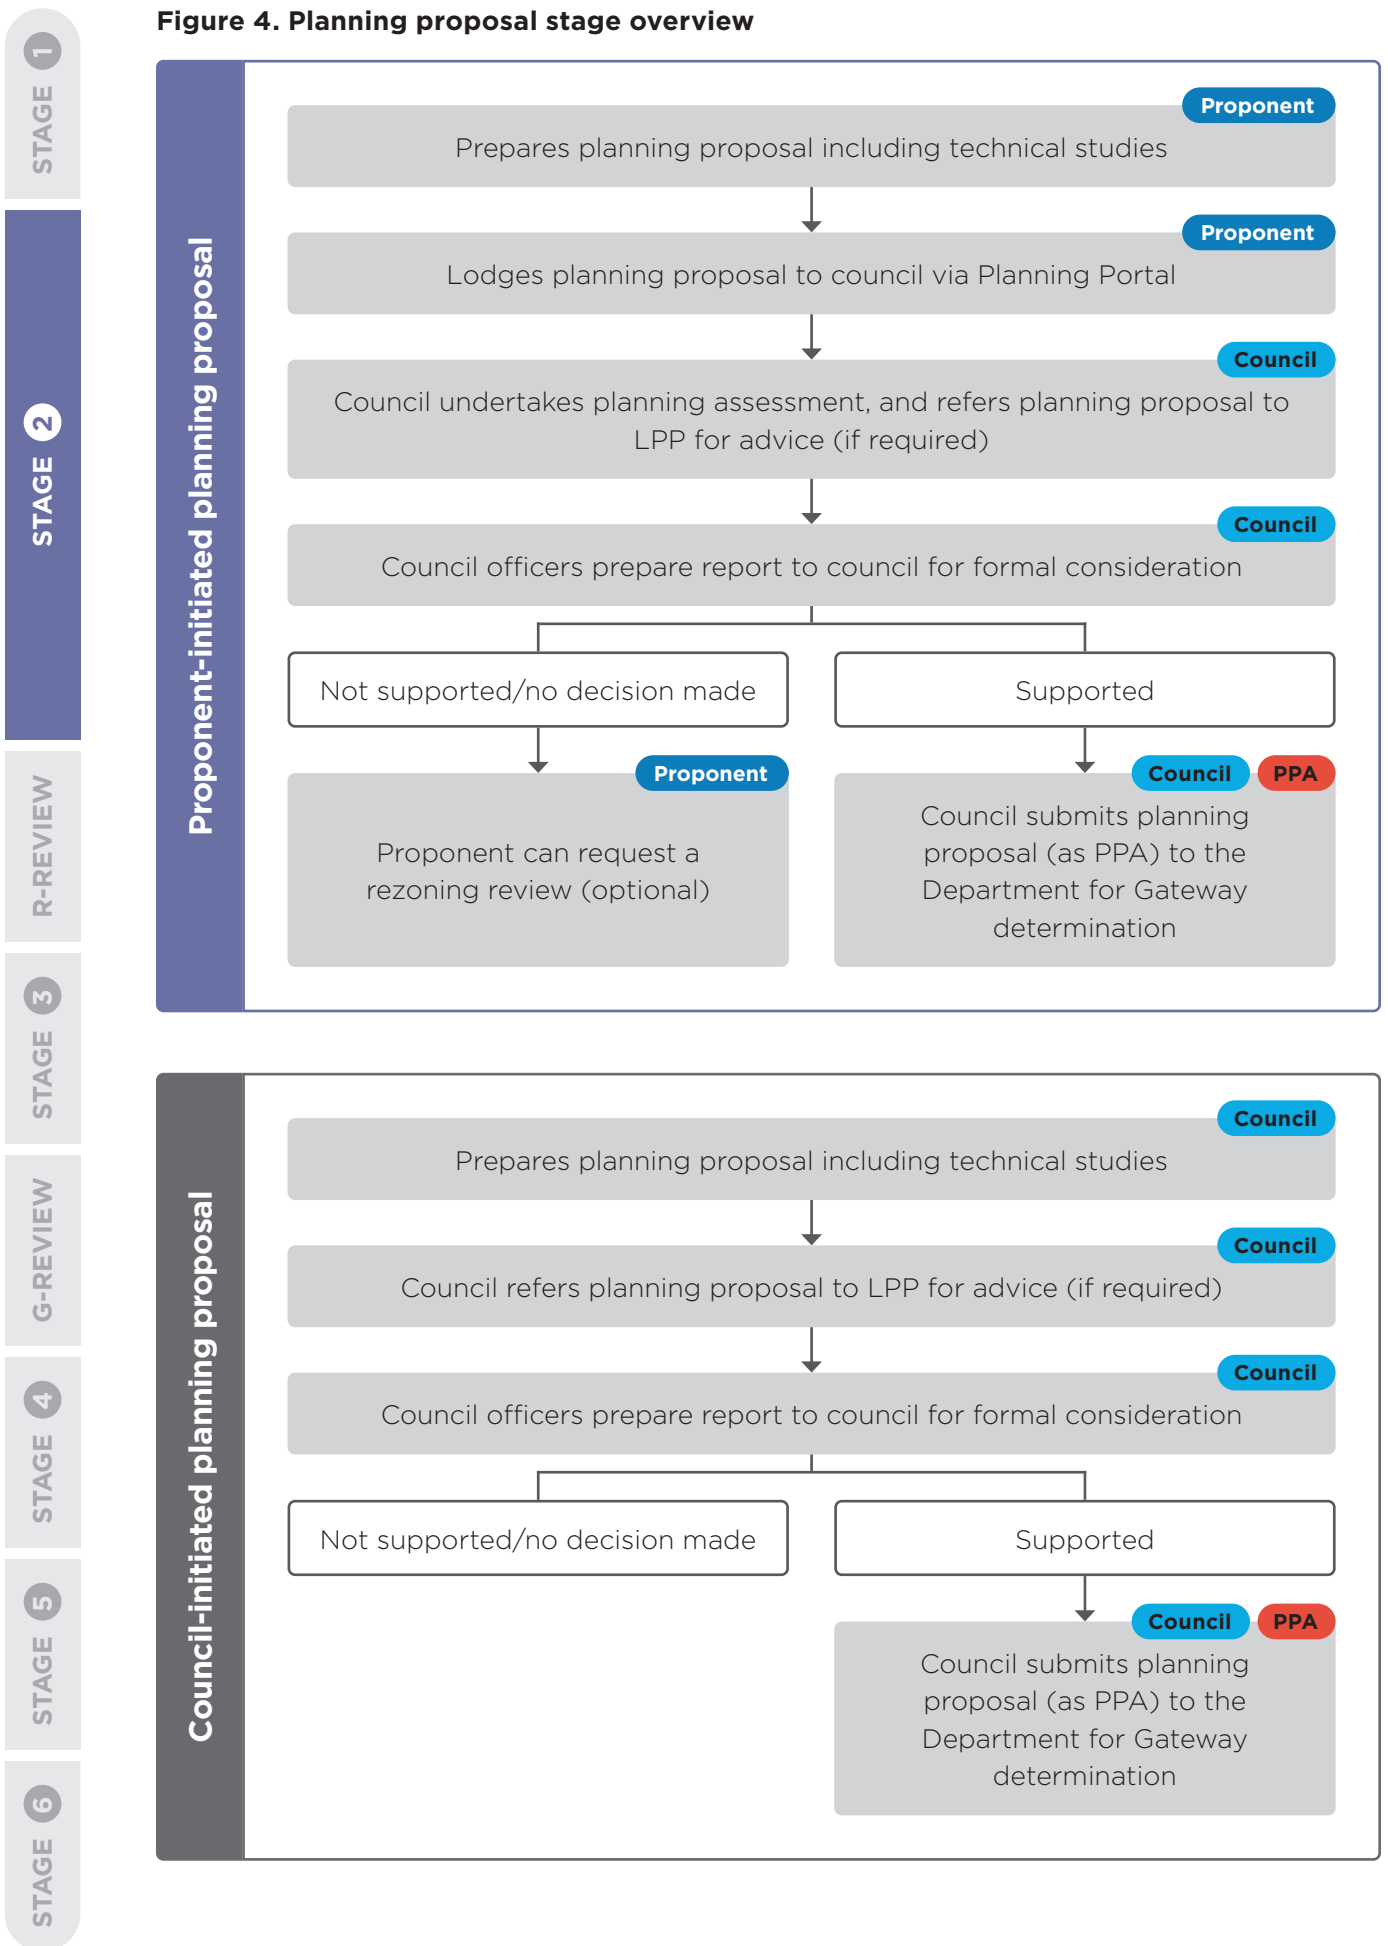 Figure 4. Planning proposal stage overview
STAGE 1
STAGE 2
R-REVIEW
STAGE 3
G-REVIEW
STAGE 4
STAGE 5
STAGE 6
Proponent-initiated planning proposal
Proponent
Prepares planning proposal including technical studies
Proponent
Lodges planning proposal to council via Planning Portal
Council
Council undertakes planning assessment, and refers planning proposal to
LPP for advice (if required)
Council
Council officers prepare report to council for formal consideration
Not supported/no decision made
Supported
Proponent
Proponent can request a
rezoning review (optional)
Council PPA
Council submits planning
proposal (as PPA) to the
Department for Gateway
determination
Council-initiated planning proposal
Council
Prepares planning proposal including technical studies
Council
Council refers planning proposal to LPP for advice (if required)
Council
Council officers prepare report to council for formal consideration
Not supported/no decision made
Supported
Council PPA
Council submits planning
proposal (as PPA) to the
Department for Gateway
determination